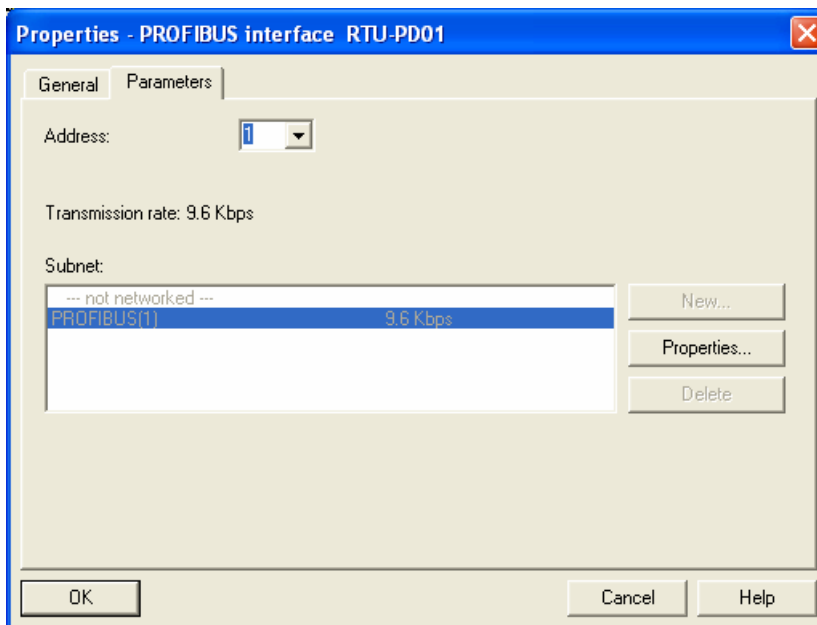 Properties - PROFIBUS interface RTU-PD01
General Parameters
Address: 1
Transmission rate: 9.6 Kbps
Subnet:
--- not networked --- New...
PROFIBUS(1) 9.6 Kbps
Properties...
Delete
OK Cancel Help